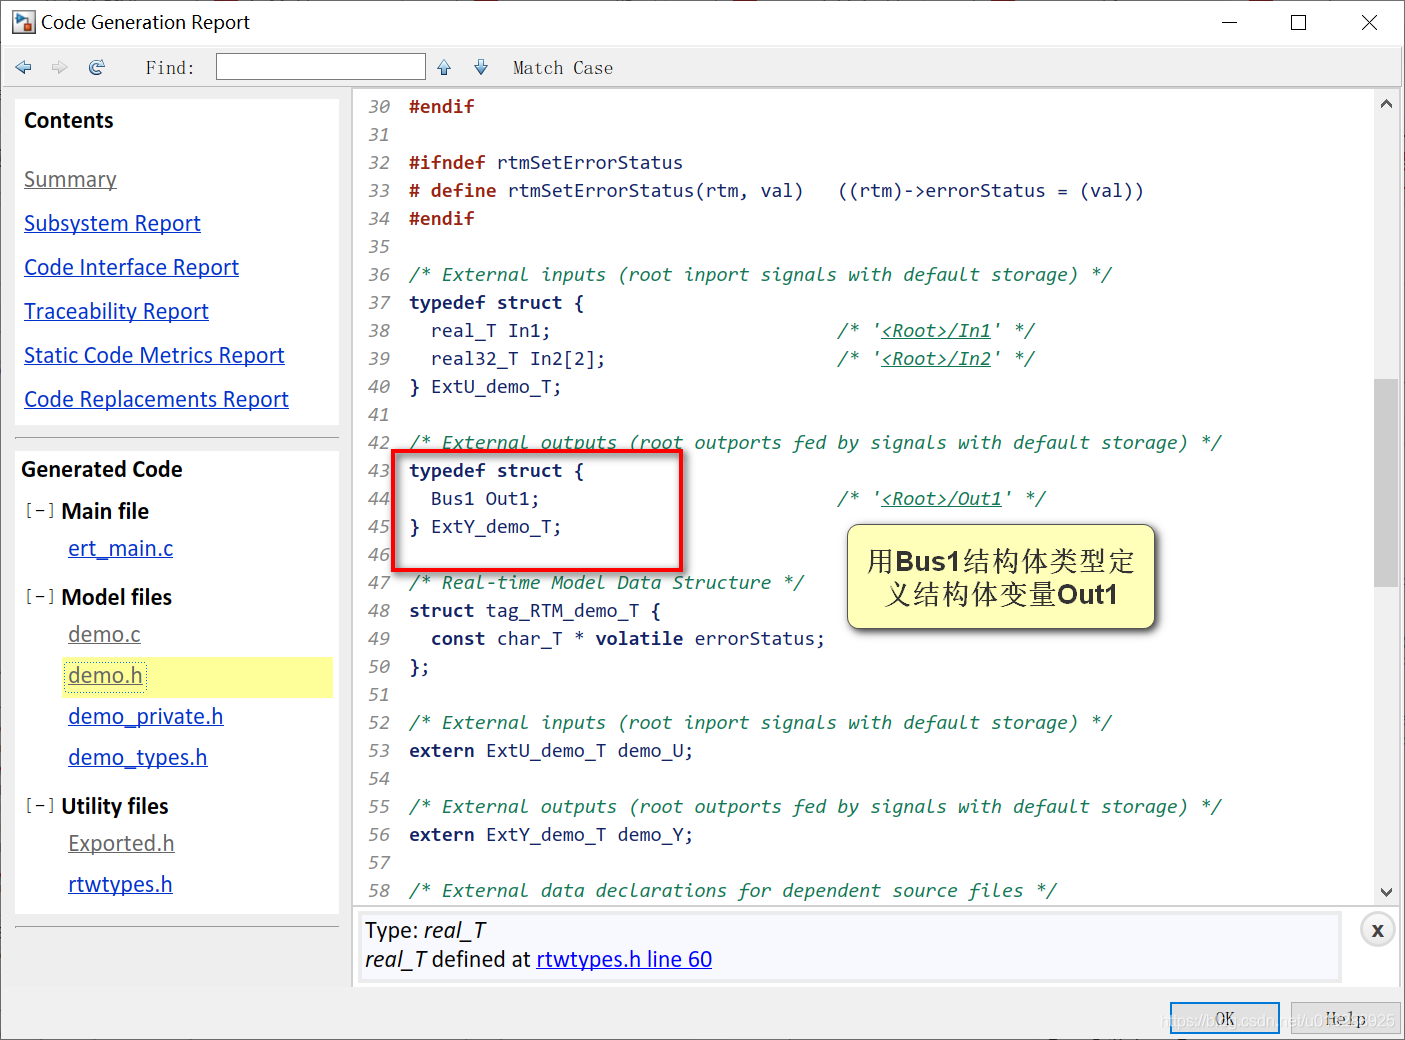 Code Generation Report
Find:
Match Case
Contents
Summary
Subsystem Report
Code Interface Report
Traceability Report
Static Code Metrics Report
Code Replacements Report
Generated Code
[-] Main file
ert_main.c
[-] Model files
demo.c
demo.h
demo_private.h
demo_types.h
[-] Utility files
Exported.h
rtwtypes.h
30 #endif
31
32 #ifndef rtmSetErrorStatus
33 # define rtmSetErrorStatus(rtm, val) ((rtm)->errorStatus = (val))
34 #endif
35
36 /* External inputs (root inport signals with default storage) */
37 typedef struct {
38 real_T In1; /* '<Root>/In1' */
39 real32_T In2[2]; /* '<Root>/In2' */
40 } ExtU_demo_T;
41
42 /* External outputs (root outports fed by signals with default storage) */
43 typedef struct {
44 Bus1 Out1; /* '<Root>/Out1' */
45 } ExtY_demo_T;
46
47 /* Real-time Model Data Structure */
48 struct tag_RTM_demo_T {
49 const char_T * volatile errorStatus;
50 };
51
52 /* External inputs (root inport signals with default storage) */
53 extern ExtU_demo_T demo_U;
54
55 /* External outputs (root outports fed by signals with default storage) */
56 extern ExtY_demo_T demo_Y;
57
58 /* External data declarations for dependent source files */
用Bus1结构体类型定
义结构体变量Out1
Type: real_T
real_T defined at rtwtypes.h line 60
x
OK
Help